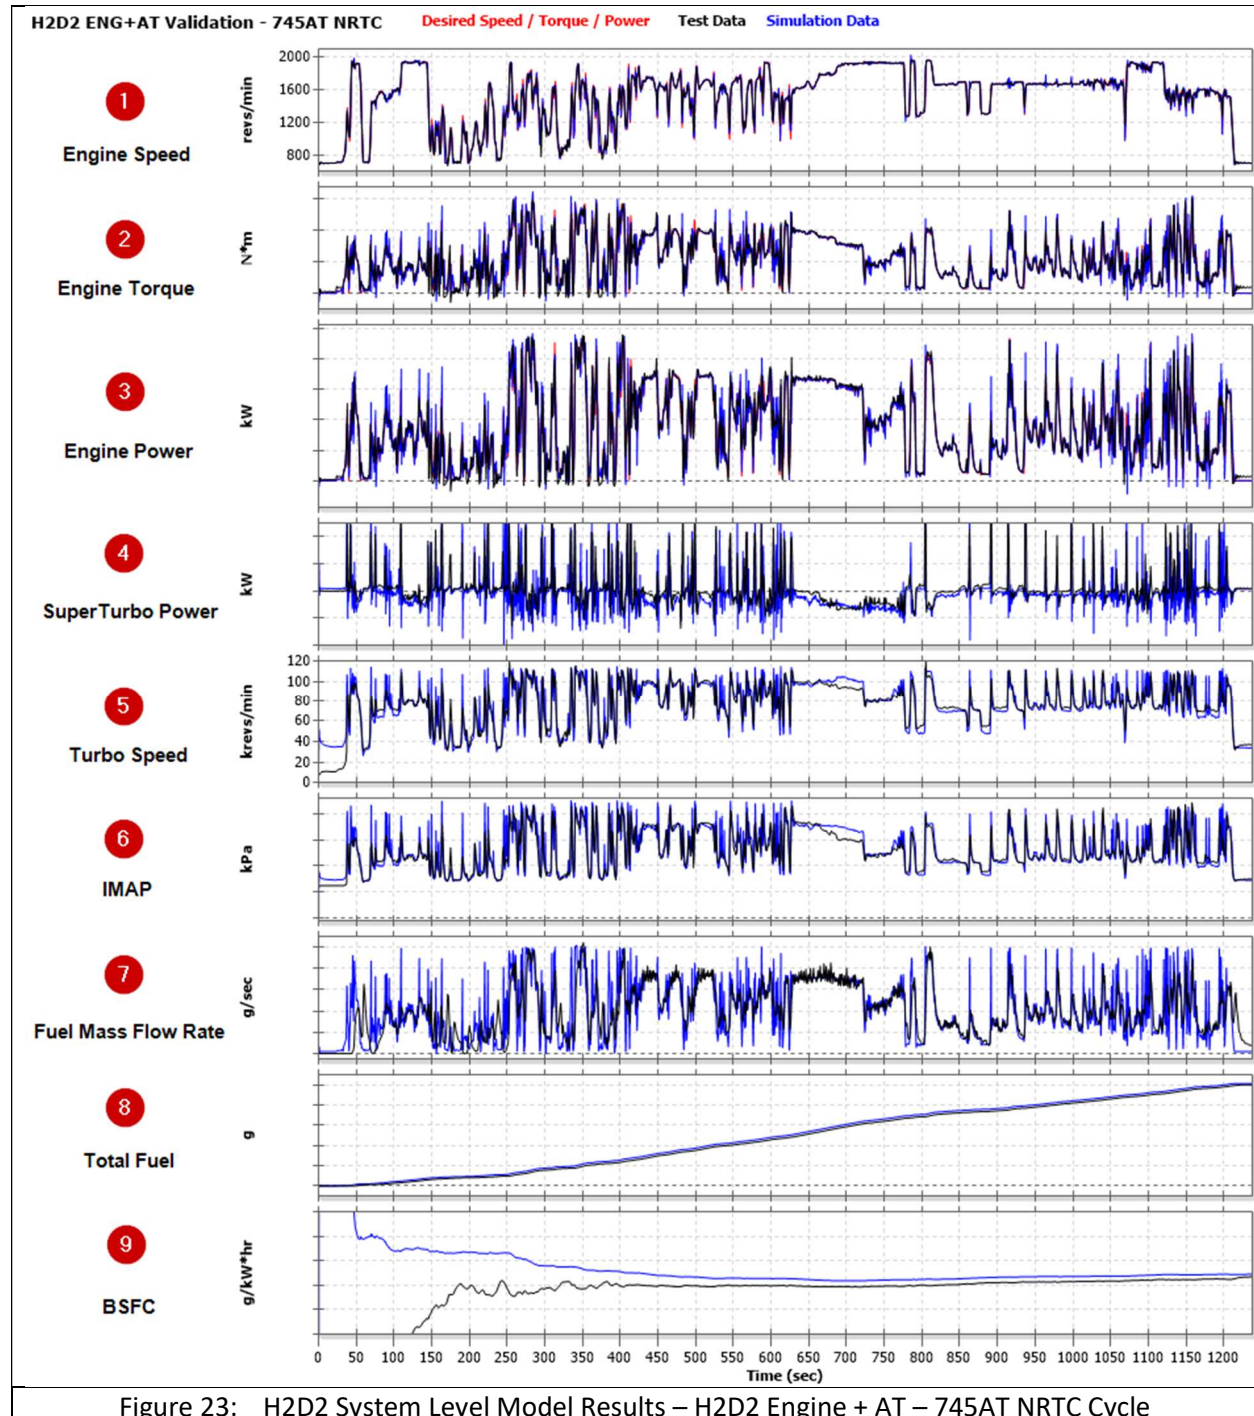 H2D2 ENG+AT Validation - 745AT NRTC Desired Speed / Torque / Power Test Data Simulation Data
1
Engine Speed
revs/min
2000
1600
1200
800
2
Engine Torque
N*m
3
Engine Power
kW
4
SuperTurbo Power
kW
5
Turbo Speed
krevs/min
120
100
80
60
40
20
0
6
IMAP
kPa
7
Fuel Mass Flow Rate
g/sec
8
Total Fuel
g
9
BSFC
g/kW*hr
0 50 100 150 200 250 300 350 400 450 500 550 600 650 700 750 800 850 900 950 1000 1050 1100 1150 1200
Time (sec)
Figure 23: H2D2 System Level Model Results – H2D2 Engine + AT – 745AT NRTC Cycle